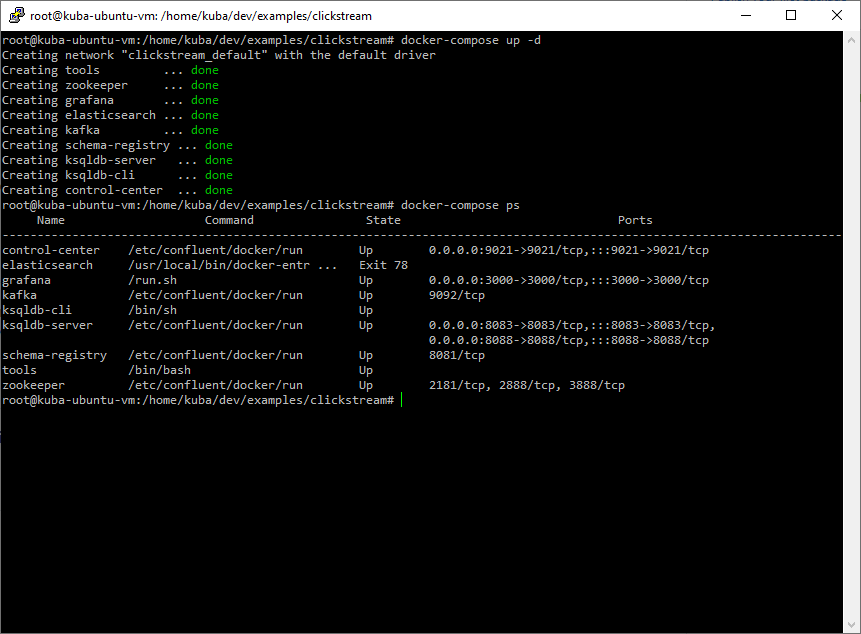 root@kuba-ubuntu-vm: /home/kuba/dev/examples/clickstream
root@kuba-ubuntu-vm:/home/kuba/dev/examples/clickstream# docker-compose up -d
Creating network "clickstream_default" with the default driver
Creating tools         ... done
Creating zookeeper     ... done
Creating grafana       ... done
Creating elasticsearch ... done
Creating kafka         ... done
Creating schema-registry ... done
Creating ksqldb-server   ... done
Creating ksqldb-cli      ... done
Creating control-center  ... done
root@kuba-ubuntu-vm:/home/kuba/dev/examples/clickstream# docker-compose ps
     Name                    Command                State                               Ports
------------------------------------------------------------------------------------------------------------------------
control-center    /etc/confluent/docker/run        Up        0.0.0.0:9021->9021/tcp,:::9021->9021/tcp
elasticsearch     /usr/local/bin/docker-entr ...   Exit 78
grafana           /run.sh                          Up        0.0.0.0:3000->3000/tcp,:::3000->3000/tcp
kafka             /etc/confluent/docker/run        Up        9092/tcp
ksqldb-cli        /bin/sh                          Up
ksqldb-server     /etc/confluent/docker/run        Up        0.0.0.0:8083->8083/tcp,:::8083->8083/tcp,
                                                             0.0.0.0:8088->8088/tcp,:::8088->8088/tcp
schema-registry   /etc/confluent/docker/run        Up        8081/tcp
tools             /bin/bash                        Up
zookeeper         /etc/confluent/docker/run        Up        2181/tcp, 2888/tcp, 3888/tcp
root@kuba-ubuntu-vm:/home/kuba/dev/examples/clickstream#